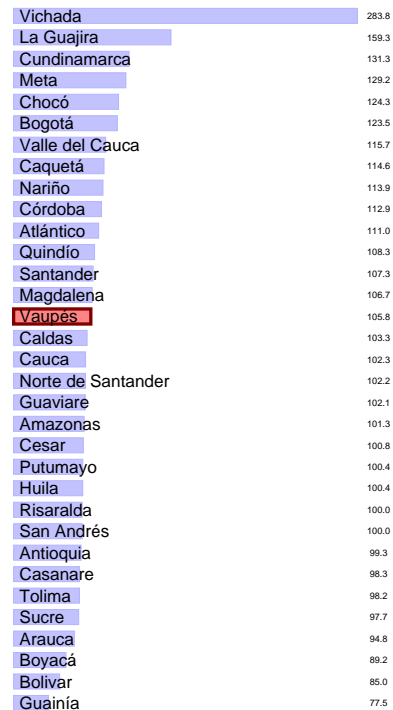 Vichada 283.8
La Guajira 159.3
Cundinamarca 131.3
Meta 129.2
Chocó 124.3
Bogotá 123.5
Valle del Cauca 115.7
Caquetá 114.6
Nariño 113.9
Córdoba 112.9
Atlántico 111.0
Quindío 108.3
Santander 107.3
Magdalena 106.7
Vaupés 105.8
Caldas 103.3
Cauca 102.3
Norte de Santander 102.2
Guaviare 102.1
Amazonas 101.3
Cesar 100.8
Putumayo 100.4
Huila 100.4
Risaralda 100.0
San Andrés 100.0
Antioquia 99.3
Casanare 98.3
Tolima 98.2
Sucre 97.7
Arauca 94.8
Boyacá 89.2
Bolivar 85.0
Guainía 77.5